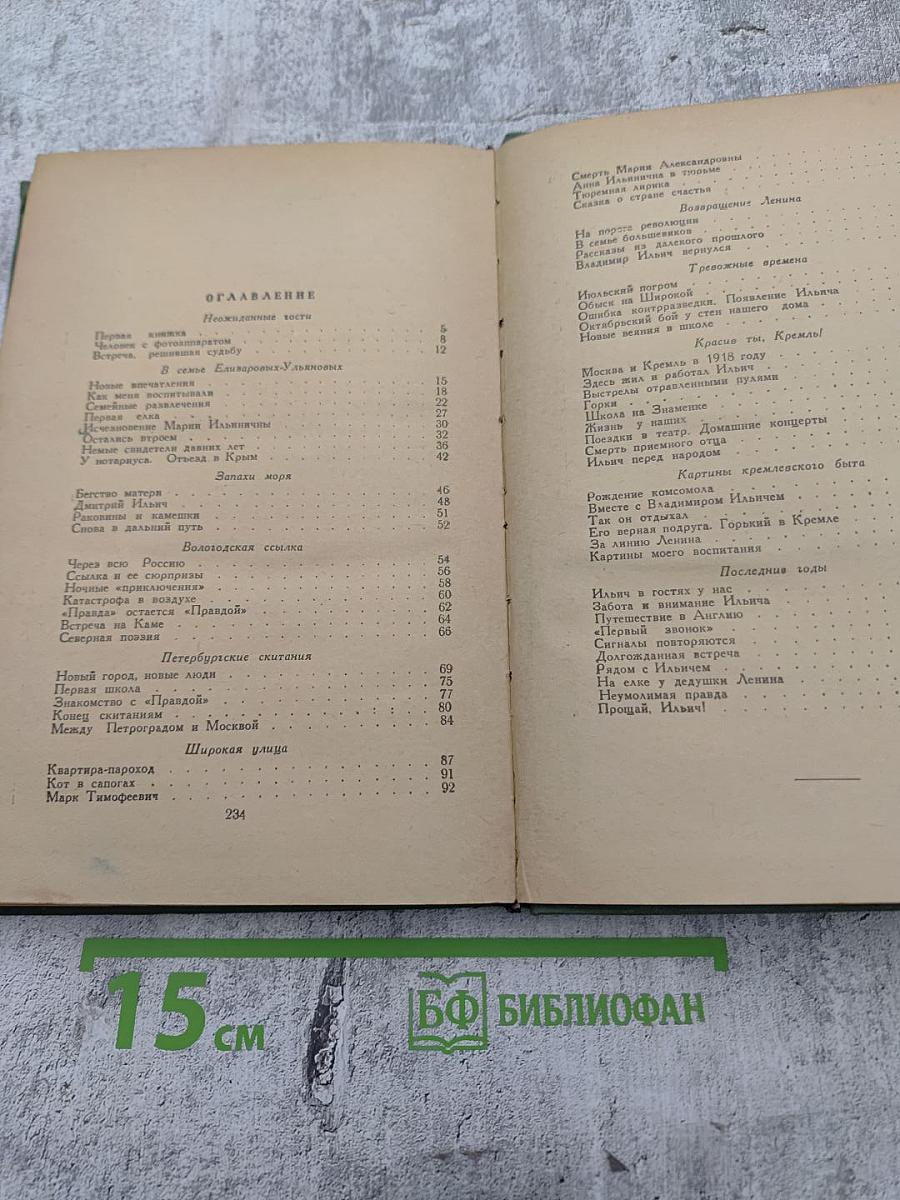 ОГЛАВЛЕНИЕ
Неожиданные гости
Первая книжка 5
Человек с фотоаппаратом 8
Встреча, решившая судьбу 12
В семье Елизаровых-Ульяновых
Новые впечатления 15
Как меня воспитывали 18
Семейные развлечения 22
Первая елка 27
Исчезновение Марии Ильиничны 30
Остались втроем 32
Немые свидетели давних лет 36
У нотариуса. Отъезд в Крым 42
Запахи моря
Бегство матери 46
Дмитрий Ильич 48
Раковины и камешки 51
Снова в дальний путь 52
Вологодская ссылка
Через всю Россию 54
Ссылка и ее сюрпризы 56
Ночные «приключения» 58
Катастрофа в воздухе 60
«Правда» остается «Правдой» 62
Встреча на Каме 64
Северная поэзия 66
Петербургские скитания
Новый город, новые люди 69
Первая школа 75
Знакомство с «Правдой» 77
Конец скитаниям 80
Между Петроградом и Москвой 84
Широкая улица
Квартира-пароход 87
Кот в сапогах 91
Марк Тимофеевич 92
234
Смерть Марии Александровны
Анна Ильинична в тюрьме
Тюремная лирика
Сказка о стране счастья
Возвращение Ленина
На пороге революции
В семье большевиков
Рассказы из далекого прошлого
Владимир Ильич вернулся
Тревожные времена
Июльский погром
Обыск на Широкой
Ошибка контрразведки. Появление Ильича
Октябрьский бой у стен нашего дома
Новые веяния в школе
Красив ты, Кремль!
Москва и Кремль в 1918 году
Здесь жил и работал Ильич
Выстрелы отравленными пулями
Горки
Школа на Знаменке
Жизнь у наших
Поездки в театр. Домашние концерты
Смерть приемного отца
Ильич перед народом
Картины кремлевского быта
Рождение комсомола
Вместе с Владимиром Ильичем
Так он отдыхал
Его верная подруга. Горький в Кремле
За линию Ленина
Картины моего воспитания
Последние годы
Ильич в гостях у нас
Забота и внимание Ильича
Путешествие в Англию
«Первый звонок»
Сигналы повторяются
Долгожданная встреча
Рядом с Ильичем
На елке у дедушки Ленина
Неумолимая правда
Прощай, Ильич!
15 см
БФ БИБЛИОФАН